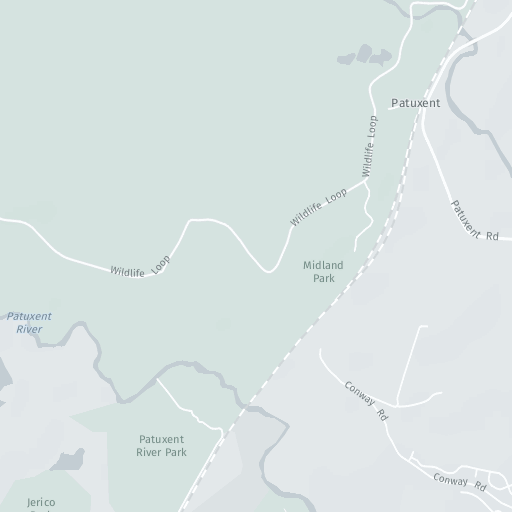 Patuxent
Wildlife Loop
Wildlife Loop
Patuxent Rd
Wildlife Loop
Midland
Park
Patuxent
River
Conway Rd
Patuxent
River Park
Conway Rd
Jerico